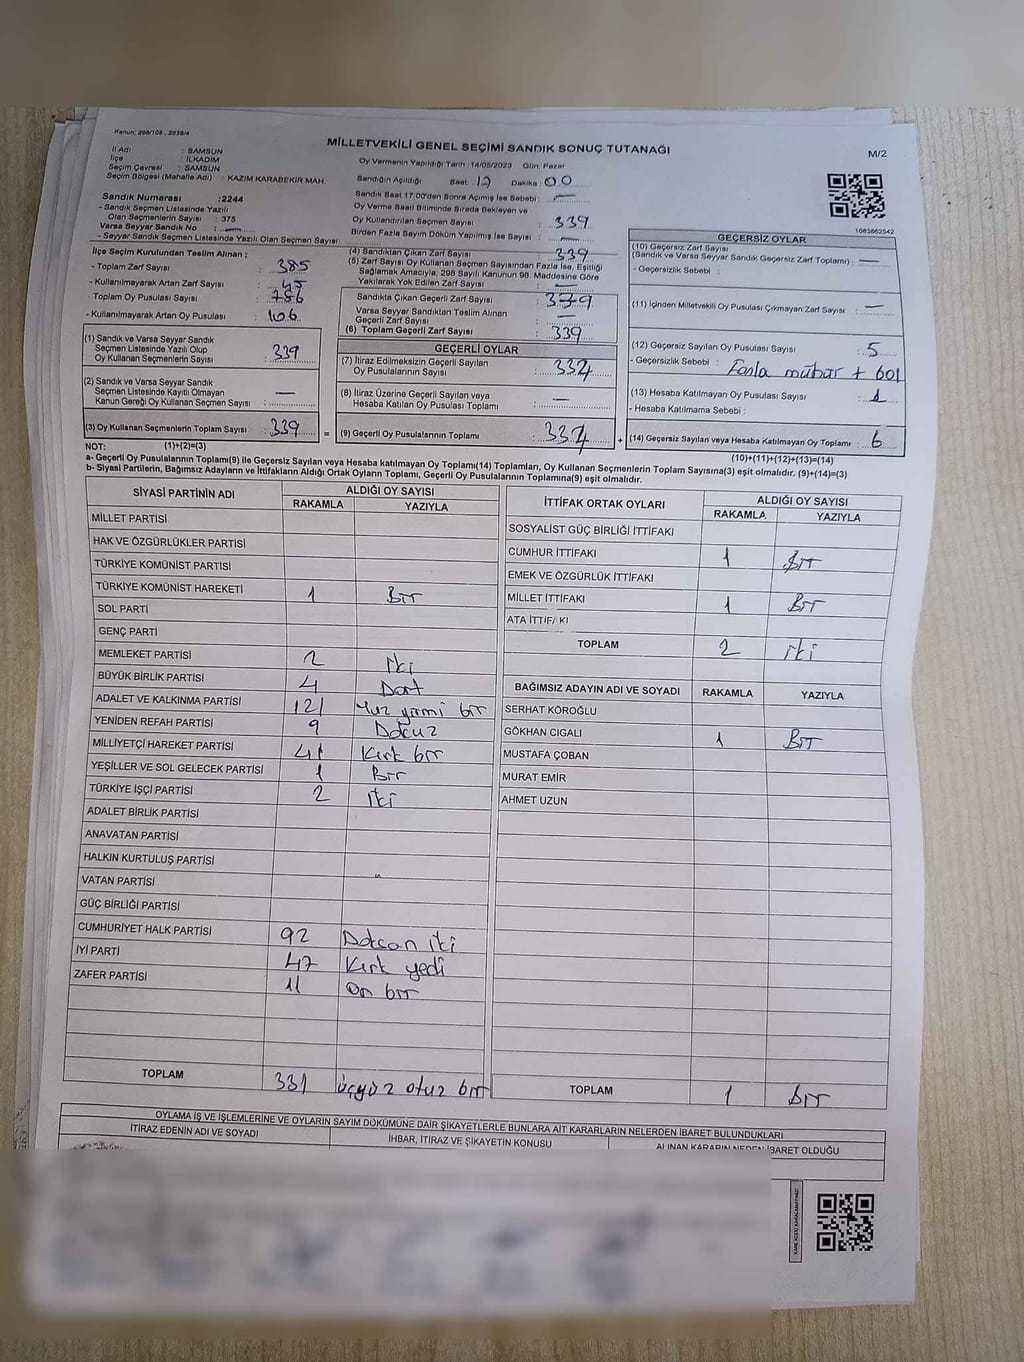 Kanun: 298/105, 2839/4
MİLLETVEKİLİ GENEL SEÇİMİ SANDIK SONUÇ TUTANAĞI
M/2
İl Adı : SAMSUN
İlçe : İLKADIM
Seçim Çevresi : SAMSUN
Seçim Bölgesi (Mahalle Adı) : KAZIM KARABEKİR MAH.
Sandık Numarası :2244
- Sandık Seçmen Listesinde Yazılı
Olan Seçmenlerin Sayısı : 375
Varsa Seyyar Sandık No : —
- Seyyar Sandık Seçmen Listesinde Yazılı Olan Seçmen Sayısı:
Oy Vermenin Yapıldığı Tarih :14/05/2023 Gün: Pazar
Sandığın Açıldığı Saat: Dakika: 00
Sandık Saat 17:00'den Sonra Açılmış İse Sebebi : —
Oy Verme Saati Bitiminde Sırada Bekleyen ve
Oy Kullandırılan Seçmen Sayısı : 339
Birden Fazla Sayım Döküm Yapılmış İse Sayısı : —
1083862542
İlçe Seçim Kurulundan Teslim Alınan ;
- Toplam Zarf Sayısı : 385
- Kullanılmayarak Artan Zarf Sayısı :
- Toplam Oy Pusulası Sayısı :
- Kullanılmayarak Artan Oy Pusulası : 106
(1) Sandık ve Varsa Seyyar Sandık
Seçmen Listesinde Yazılı Olup
Oy Kullanan Seçmenlerin Sayısı : 339
(2) Sandık ve Varsa Seyyar Sandık
Seçmen Listesinde Kayıtlı Olmayan
Kanun Gereği Oy Kullanan Seçmen Sayısı : —
(3) Oy Kullanan Seçmenlerin Toplam Sayısı : 339
(1)+(2)=(3)
(4) Sandıktan Çıkan Zarf Sayısı : 339
(5) Zarf Sayısı Oy Kullanan Seçmen Sayısından Fazla İse, Eşitliği
Sağlamak Amacıyla, 298 Sayılı Kanunun 98. Maddesine Göre
Yakılarak Yok Edilen Zarf Sayısı : —
Sandıkta Çıkan Geçerli Zarf Sayısı : 339
Varsa Seyyar Sandıktan Teslim Alınan
Geçerli Zarf Sayısı : —
(6) Toplam Geçerli Zarf Sayısı : 339
GEÇERLİ OYLAR
(7) İtiraz Edilmeksizin Geçerli Sayılan
Oy Pusulalarının Sayısı :
(8) İtiraz Üzerine Geçerli Sayılan veya
Hesaba Katılan Oy Pusulası Toplamı : —
(9) Geçerli Oy Pusulalarının Toplamı :
GEÇERSİZ OYLAR
(10) Geçersiz Zarf Sayısı
(Sandık ve Varsa Seyyar Sandık Geçersiz Zarf Toplamı) : —
- Geçersizlik Sebebi :
(11) İçinden Milletvekili Oy Pusulası Çıkmayan Zarf Sayısı : —
(12) Geçersiz Sayılan Oy Pusulası Sayısı : 5
- Geçersizlik Sebebi : Fazla mühür +
(13) Hesaba Katılmayan Oy Pusulası Sayısı : 1
- Hesaba Katılmama Sebebi :
(14) Geçersiz Sayılan veya Hesaba Katılmayan Oy Toplamı : 6
(10)+(11)+(12)+(13)=(14)
NOT:
a- Geçerli Oy Pusulalarının Toplamı(9) ile Geçersiz Sayılan veya Hesaba katılmayan Oy Toplamı(14) Toplamları, Oy Kullanan Seçmenlerin Toplam Sayısına(3) eşit olmalıdır. (9)+(14)=(3)
b- Siyasi Partilerin, Bağımsız Adayların ve İttifakların Aldığı Ortak Oyların Toplamı, Geçerli Oy Pusulalarının Toplamına(9) eşit olmalıdır.
SİYASİ PARTİNİN ADI ALDIĞI OY SAYISI
RAKAMLA YAZIYLA
MİLLET PARTİSİ
HAK VE ÖZGÜRLÜKLER PARTİSİ
TÜRKİYE KOMÜNİST PARTİSİ
TÜRKİYE KOMÜNİST HAREKETİ 1 Bir
SOL PARTİ
GENÇ PARTİ
MEMLEKET PARTİSİ 2 iki
BÜYÜK BİRLİK PARTİSİ 4 Dört
ADALET VE KALKINMA PARTİSİ 121 Yüz yirmi bir
YENİDEN REFAH PARTİSİ 9 Dokuz
MİLLİYETÇİ HAREKET PARTİSİ 41 Kırk bir
YEŞİLLER VE SOL GELECEK PARTİSİ 1 Bir
TÜRKİYE İŞÇİ PARTİSİ 2 iki
ADALET BİRLİK PARTİSİ
ANAVATAN PARTİSİ
HALKIN KURTULUŞ PARTİSİ
VATAN PARTİSİ
GÜÇ BİRLİĞİ PARTİSİ
CUMHURİYET HALK PARTİSİ 92 Doksan iki
İYİ PARTİ 47 Kırk yedi
ZAFER PARTİSİ 11 On bir
TOPLAM 331 üçyüz otuz bir
İTTİFAK ORTAK OYLARI ALDIĞI OY SAYISI
RAKAMLA YAZIYLA
SOSYALİST GÜÇ BİRLİĞİ İTTİFAKI
CUMHUR İTTİFAKI 1 Bir
EMEK VE ÖZGÜRLÜK İTTİFAKI
MİLLET İTTİFAKI 1 Bir
ATA İTTİFAKI
TOPLAM 2 iki
BAĞIMSIZ ADAYIN ADI VE SOYADI RAKAMLA YAZIYLA
SERHAT KÖROĞLU
GÖKHAN CIGALI 1 Bir
MUSTAFA ÇOBAN
MURAT EMİR
AHMET UZUN
TOPLAM 1 Bir
OYLAMA İŞ VE İŞLEMLERİNE VE OYLARIN SAYIM DÖKÜMÜNE DAİR ŞİKAYETLERLE BUNLARA AİT KARARLARIN NELERDEN İBARET BULUNDUKLARI
İTİRAZ EDENİN ADI VE SOYADI İHBAR, İTİRAZ VE ŞİKAYETİN KONUSU ALINAN KARARIN NEDEN İBARET OLDUĞU